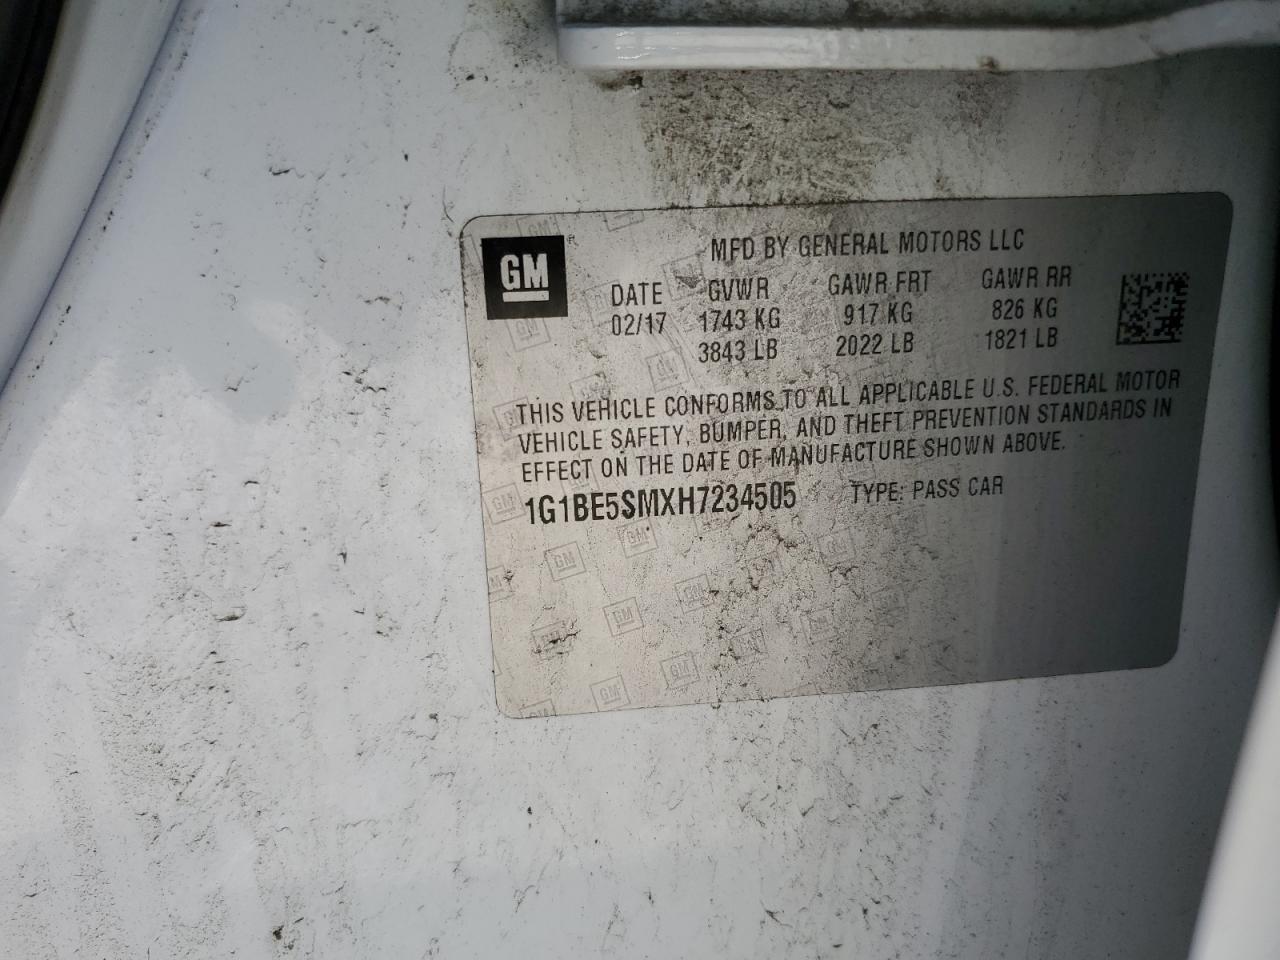 GM
MFD BY GENERAL MOTORS LLC
DATE GVWR GAWR FRT GAWR RR
02/17 1743 KG 917 KG 826 KG
3843 LB 2022 LB 1821 LB
THIS VEHICLE CONFORMS TO ALL APPLICABLE U.S. FEDERAL MOTOR
VEHICLE SAFETY, BUMPER, AND THEFT PREVENTION STANDARDS IN
EFFECT ON THE DATE OF MANUFACTURE SHOWN ABOVE.
1G1BE5SMXH7234505 TYPE: PASS CAR